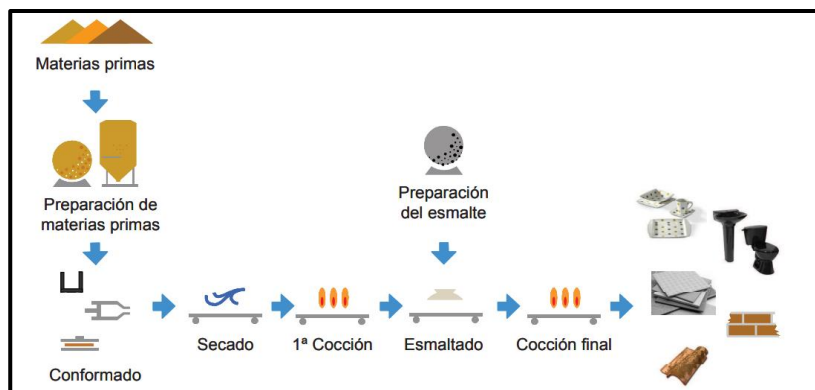 Materias primas
Preparación de
materias primas
Preparación
del esmalte
Conformado
Secado
1ª Cocción
Esmaltado
Cocción final